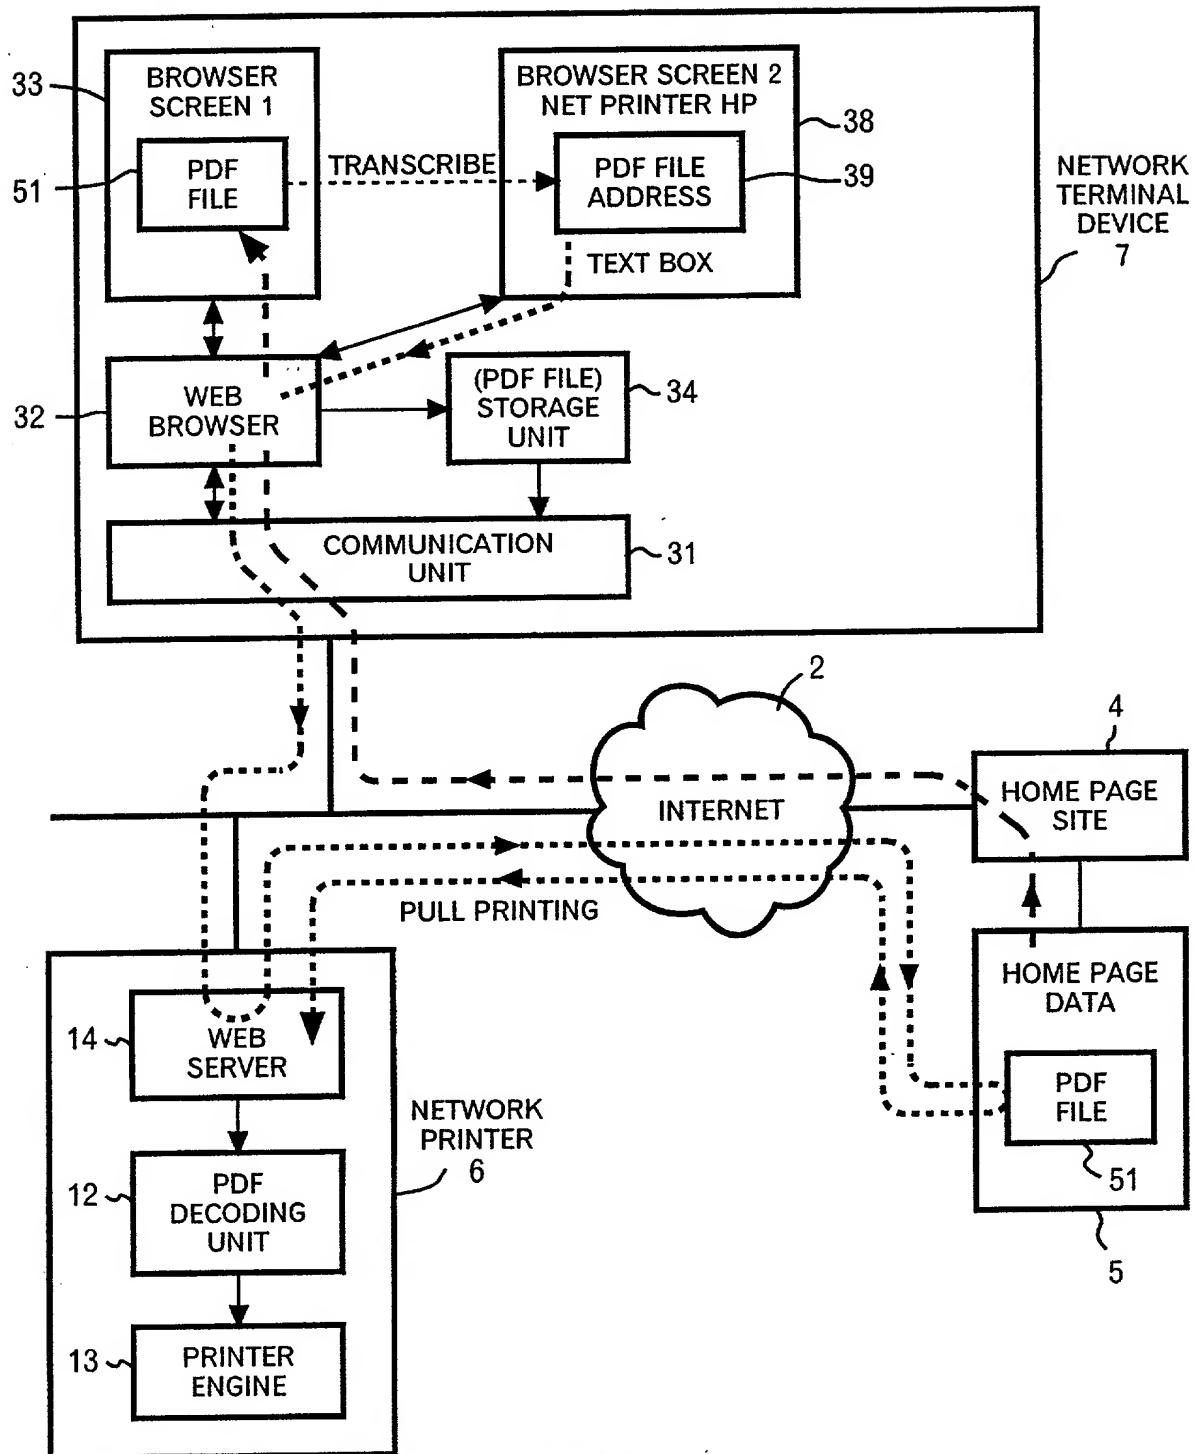 33
BROWSER
SCREEN 1
51
PDF
FILE
TRANSCRIBE
BROWSER SCREEN 2
NET PRINTER HP
38
PDF FILE
ADDRESS
39
TEXT BOX
NETWORK
TERMINAL
DEVICE
7
32
WEB
BROWSER
(PDF FILE)
STORAGE
UNIT
34
COMMUNICATION
UNIT
31
2
INTERNET
4
HOME PAGE
SITE
PULL PRINTING
HOME PAGE
DATA
PDF
FILE
51
5
14
WEB
SERVER
NETWORK
PRINTER
6
12
PDF
DECODING
UNIT
13
PRINTER
ENGINE